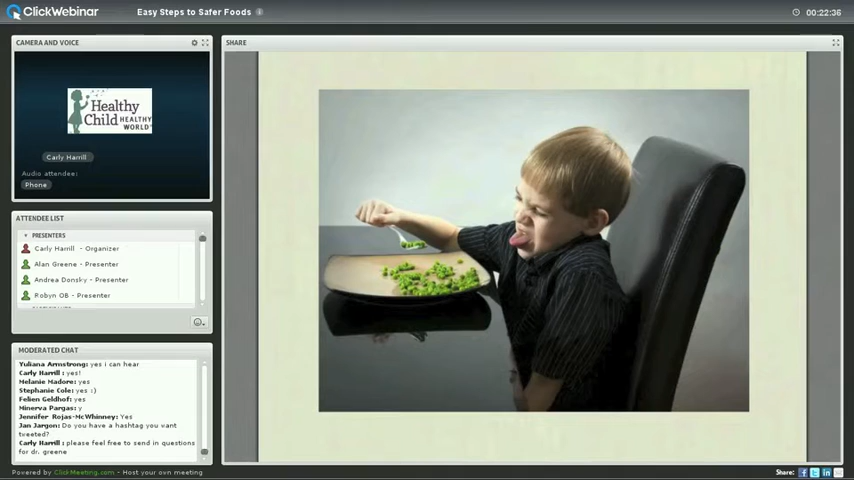 ClickWebinar
Easy Steps to Safer Foods
00:22:36
CAMERA AND VOICE
SHARE
Healthy
Child HEALTHY
WORLD
Carly Harrill
Audio attendee:
Phone
ATTENDEE LIST
PRESENTERS
Carly Harrill - Organizer
Alan Greene - Presenter
Andrea Donsky - Presenter
Robyn OB - Presenter
MODERATED CHAT
Yuliana Armstrong: yes i can hear
Carly Harrill : yes!
Melanie Madore: yes
Stephanie Cole: yes :)
Felien Geldhof: yes
Minerva Pargas: y
Jennifer Rojas-McWhinney: Yes
Jan Jargon: Do you have a hashtag you want
tweeted?
Carly Harrill : please feel free to send in questions
for dr. greene
Powered by ClickMeeting.com - Host your own meeting
Share: